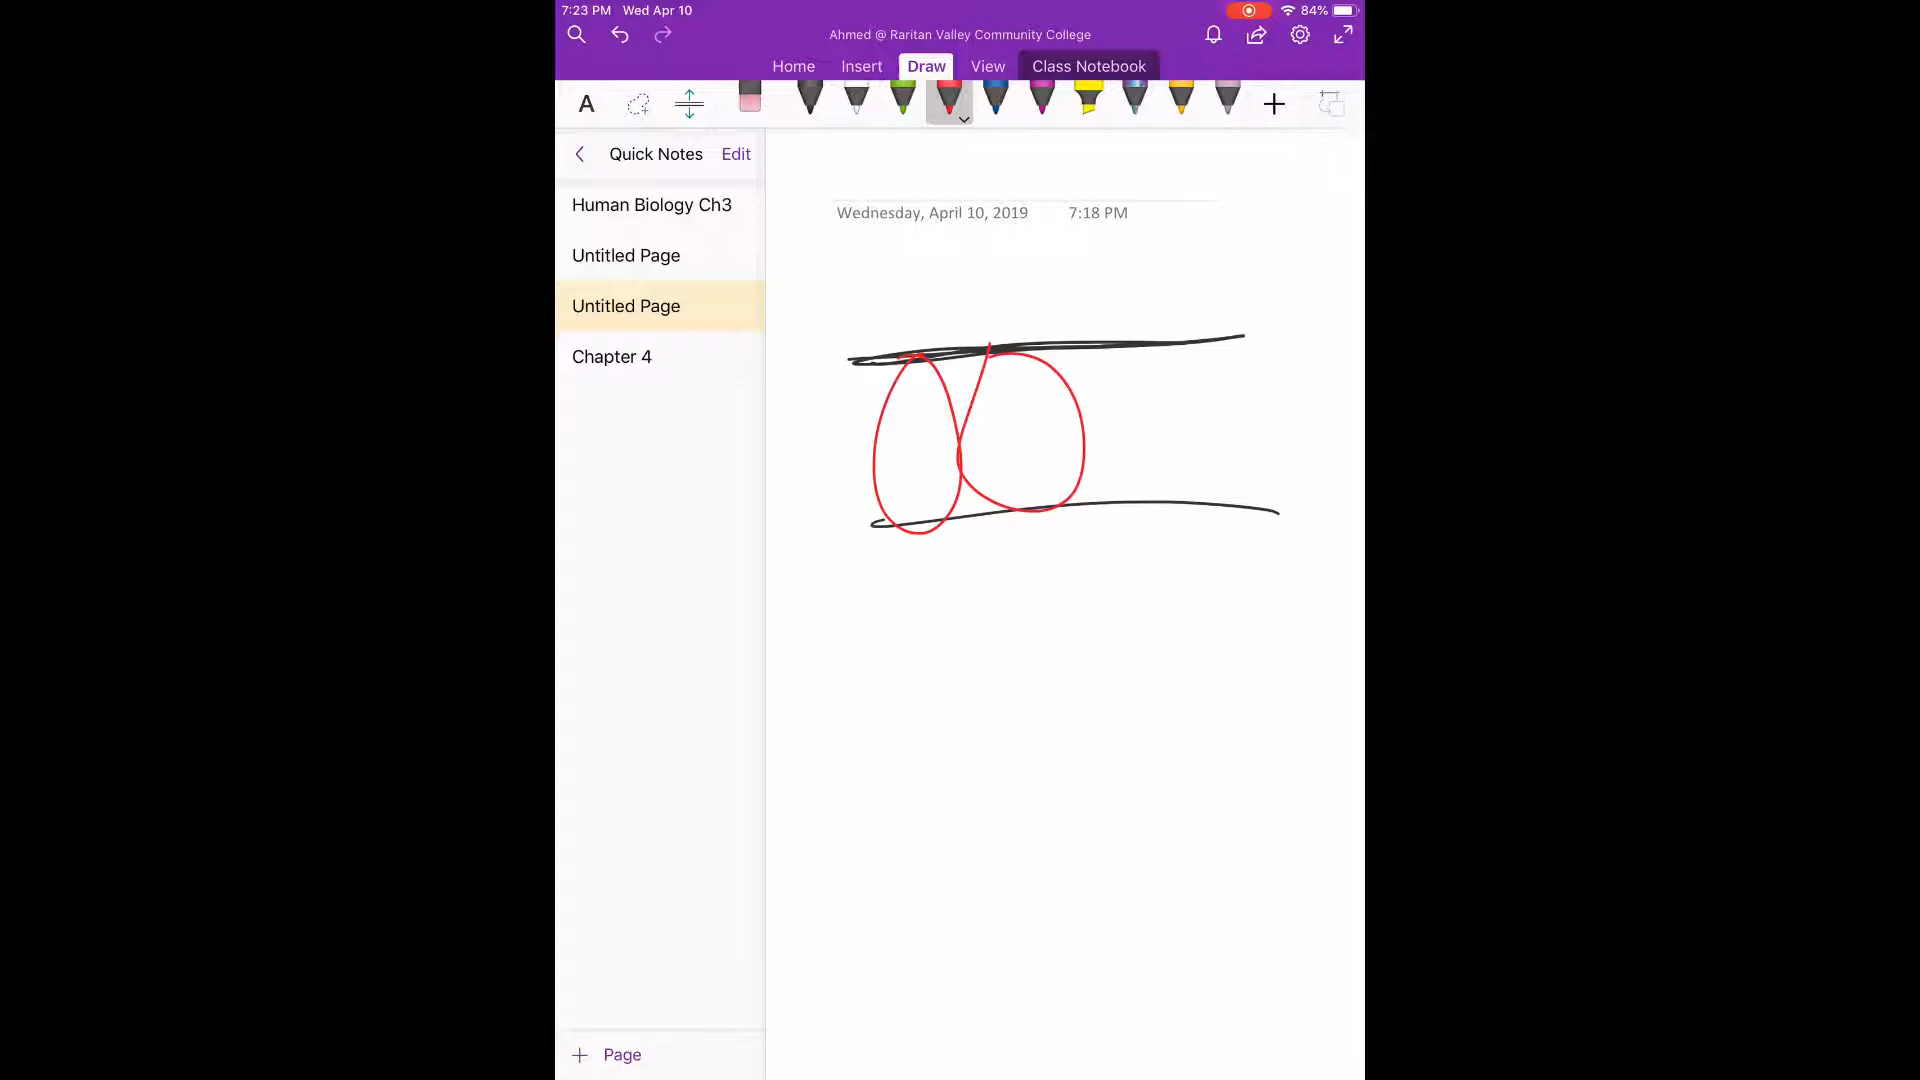 7:23 PM Wed Apr 10 84%
Ahmed @ Raritan Valley Community College
Home Insert Draw View Class Notebook
A
Quick Notes Edit
Human Biology Ch3
Untitled Page
Untitled Page
Chapter 4
Wednesday, April 10, 2019 7:18 PM
+ Page